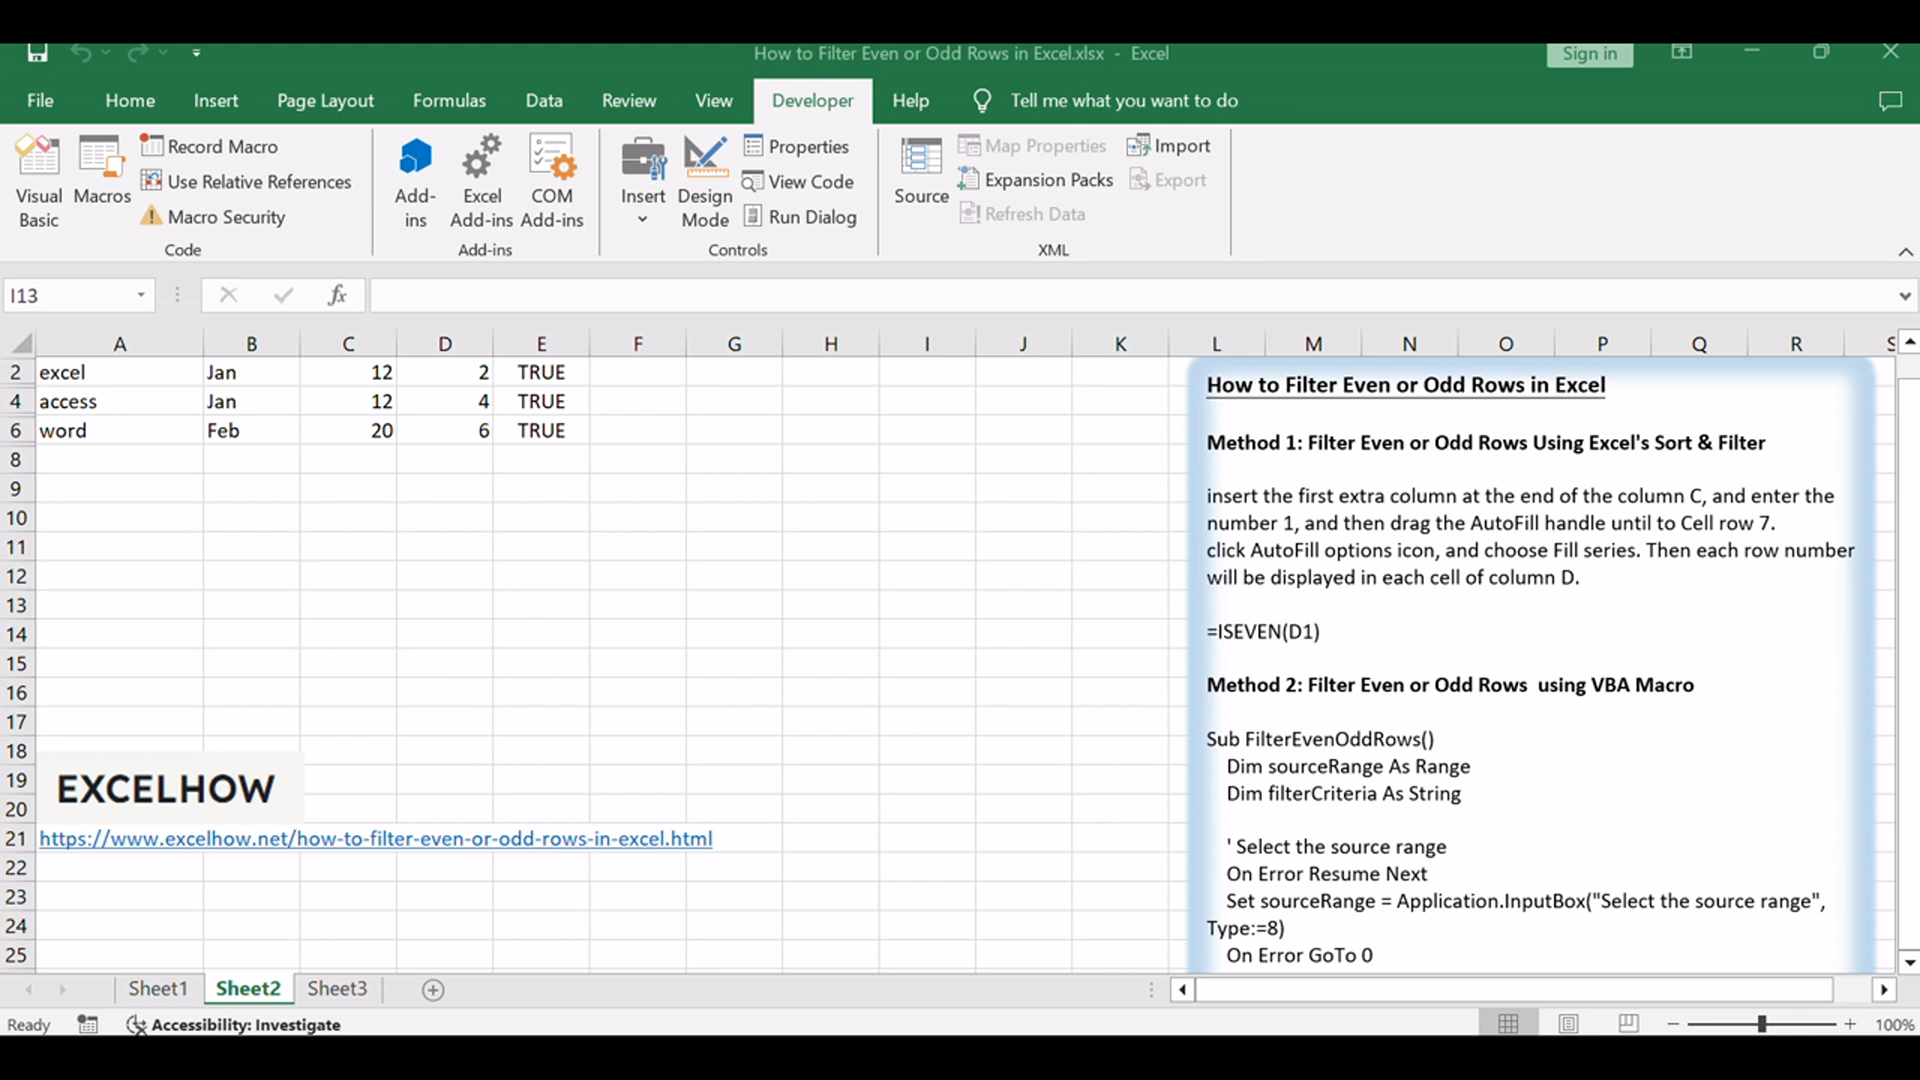 How to Filter Even or Odd Rows in Excel.xlsx - Excel
Sign in
File Home Insert Page Layout Formulas Data Review View Developer Help Tell me what you want to do
Visual Basic
Macros
Record Macro
Use Relative References
Macro Security
Code
Add-ins
Excel Add-ins
COM Add-ins
Add-ins
Insert
Design Mode
Properties
View Code
Run Dialog
Controls
Source
Map Properties
Expansion Packs
Refresh Data
Import
Export
XML
I13
fx
A B C D E F G H I J K L M N O P Q R S
2 excel Jan 12 2 TRUE
4 access Jan 12 4 TRUE
6 word Feb 20 6 TRUE
8
9
10
11
12
13
14
15
16
17
18
19
20
EXCELHOW
21 https://www.excelhow.net/how-to-filter-even-or-odd-rows-in-excel.html
22
23
24
25
How to Filter Even or Odd Rows in Excel
Method 1: Filter Even or Odd Rows Using Excel's Sort & Filter
insert the first extra column at the end of the column C, and enter the
number 1, and then drag the AutoFill handle until to Cell row 7.
click AutoFill options icon, and choose Fill series. Then each row number
will be displayed in each cell of column D.
=ISEVEN(D1)
Method 2: Filter Even or Odd Rows  using VBA Macro
Sub FilterEvenOddRows()
Dim sourceRange As Range
Dim filterCriteria As String
' Select the source range
On Error Resume Next
Set sourceRange = Application.InputBox("Select the source range",
Type:=8)
On Error GoTo 0
Sheet1 Sheet2 Sheet3
Ready
Accessibility: Investigate
100%